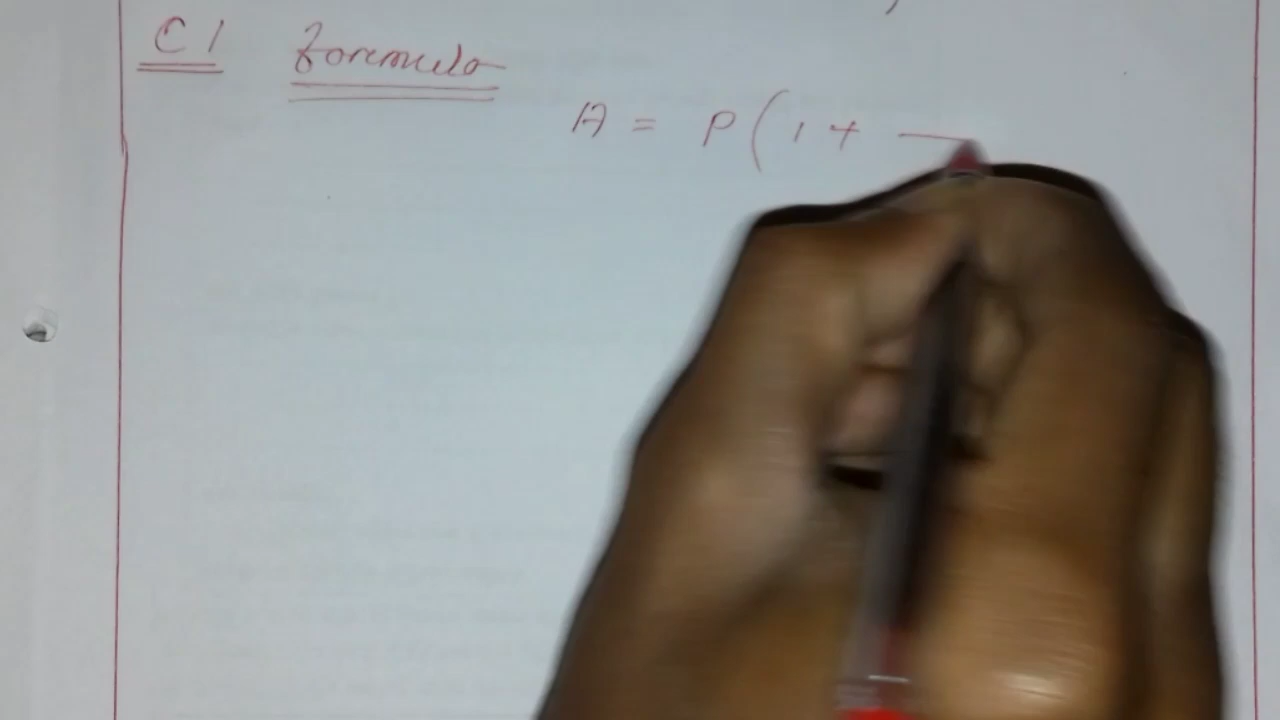 CI Formula
A = P(1 +